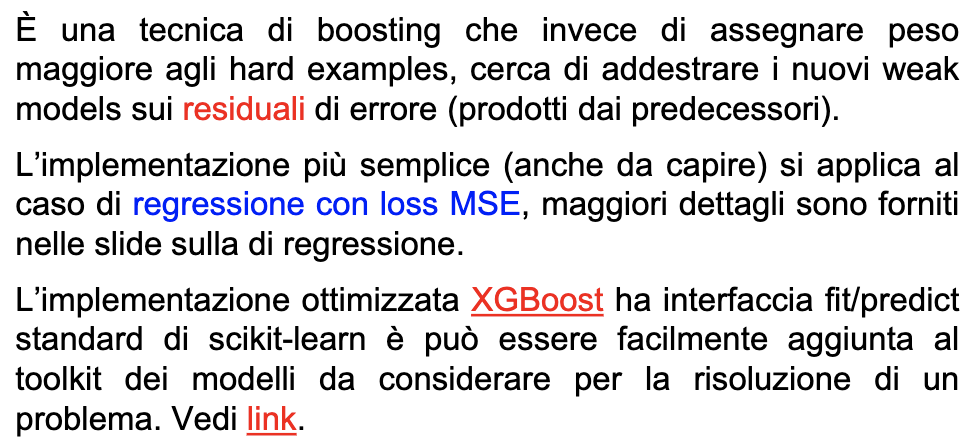 È una tecnica di boosting che invece di assegnare peso
maggiore agli hard examples, cerca di addestrare i nuovi weak
models sui residuali di errore (prodotti dai predecessori).
L’implementazione più semplice (anche da capire) si applica al
caso di regressione con loss MSE, maggiori dettagli sono forniti
nelle slide sulla di regressione.
L’implementazione ottimizzata XGBoost ha interfaccia fit/predict
standard di scikit-learn è può essere facilmente aggiunta al
toolkit dei modelli da considerare per la risoluzione di un
problema. Vedi link.